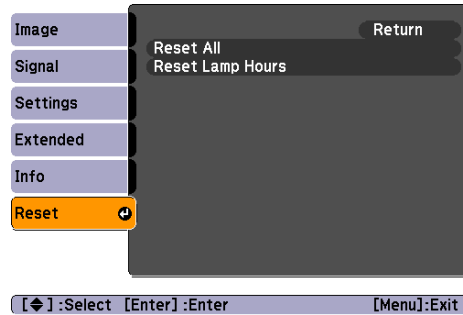 Image
Signal
Settings
Extended
Info
Reset
Return
Reset All
Reset Lamp Hours
[◆] :Select [Enter] :Enter [Menu]:Exit